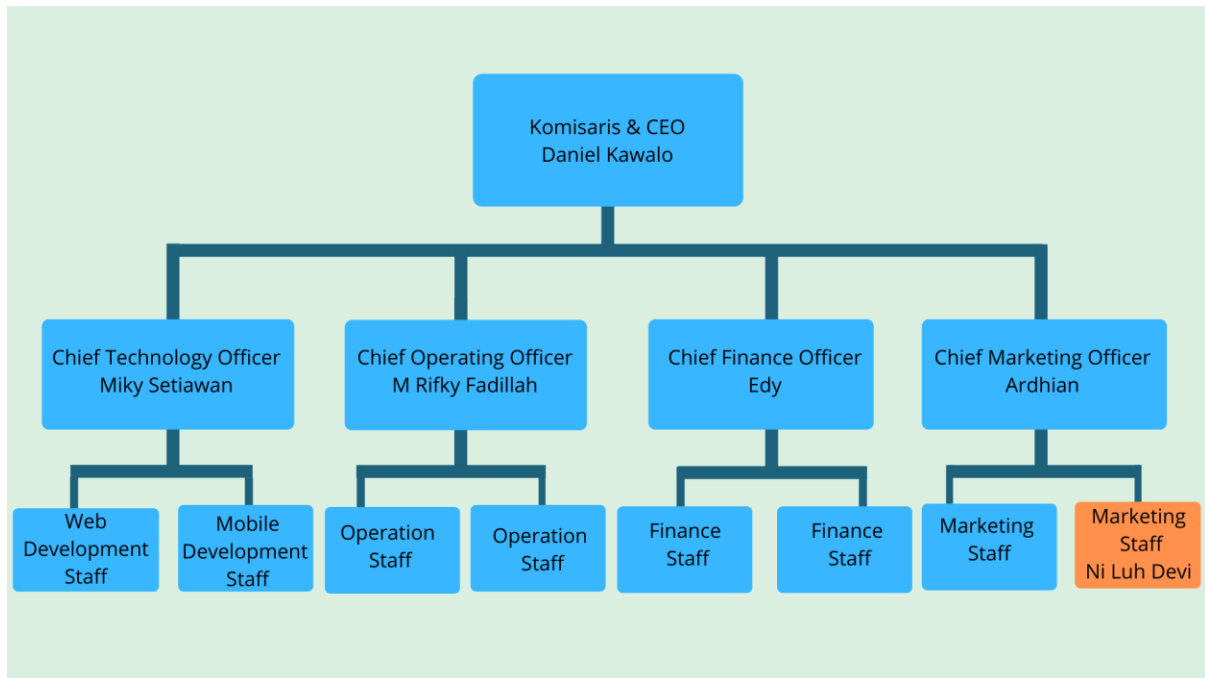 Komisaris & CEO
Daniel Kawalo
Chief Technology Officer
Miky Setiawan
Chief Operating Officer
M Rifky Fadillah
Chief Finance Officer
Edy
Chief Marketing Officer
Ardhian
Web
Development
Staff
Mobile
Development
Staff
Operation
Staff
Operation
Staff
Finance
Staff
Finance
Staff
Marketing
Staff
Marketing
Staff
Ni Luh Devi